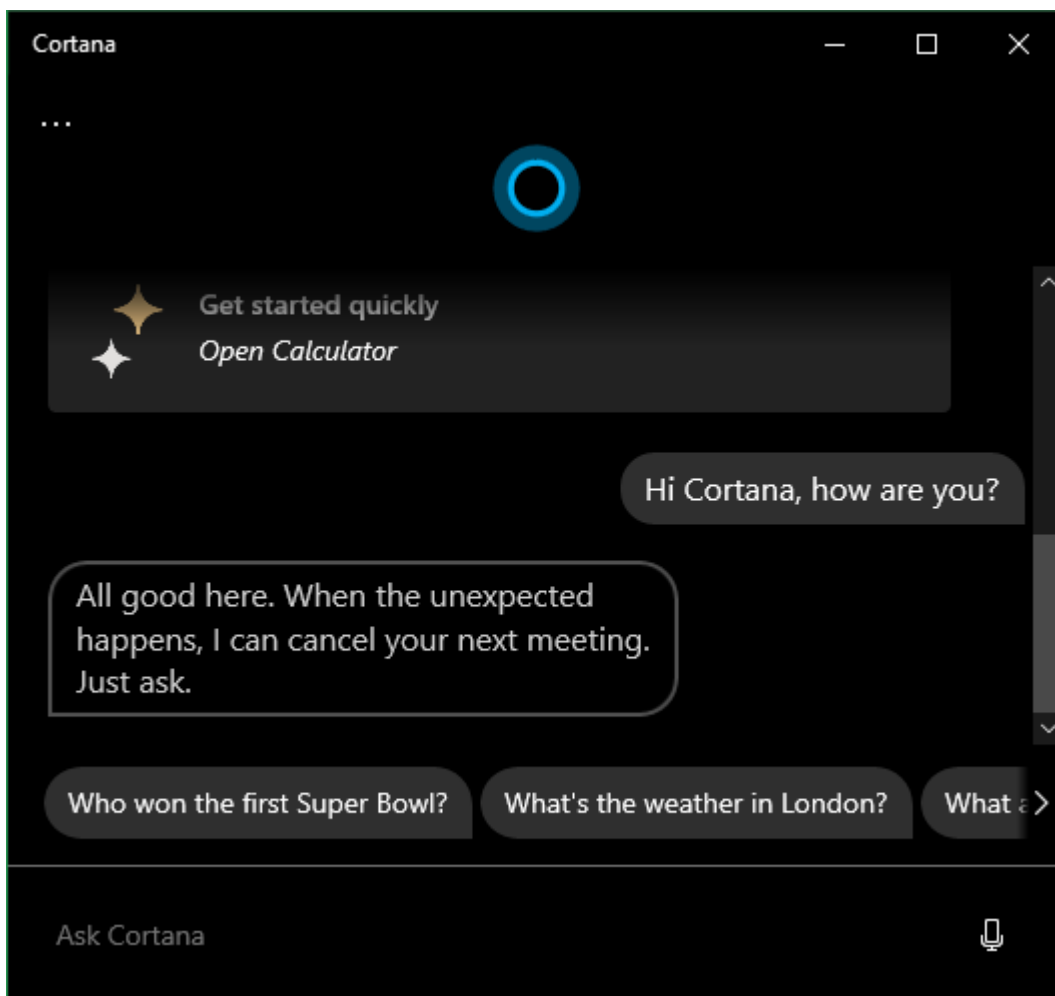 Cortana
...
Get started quickly
Open Calculator
Hi Cortana, how are you?
All good here. When the unexpected
happens, I can cancel your next meeting.
Just ask.
Who won the first Super Bowl? What's the weather in London? What
Ask Cortana